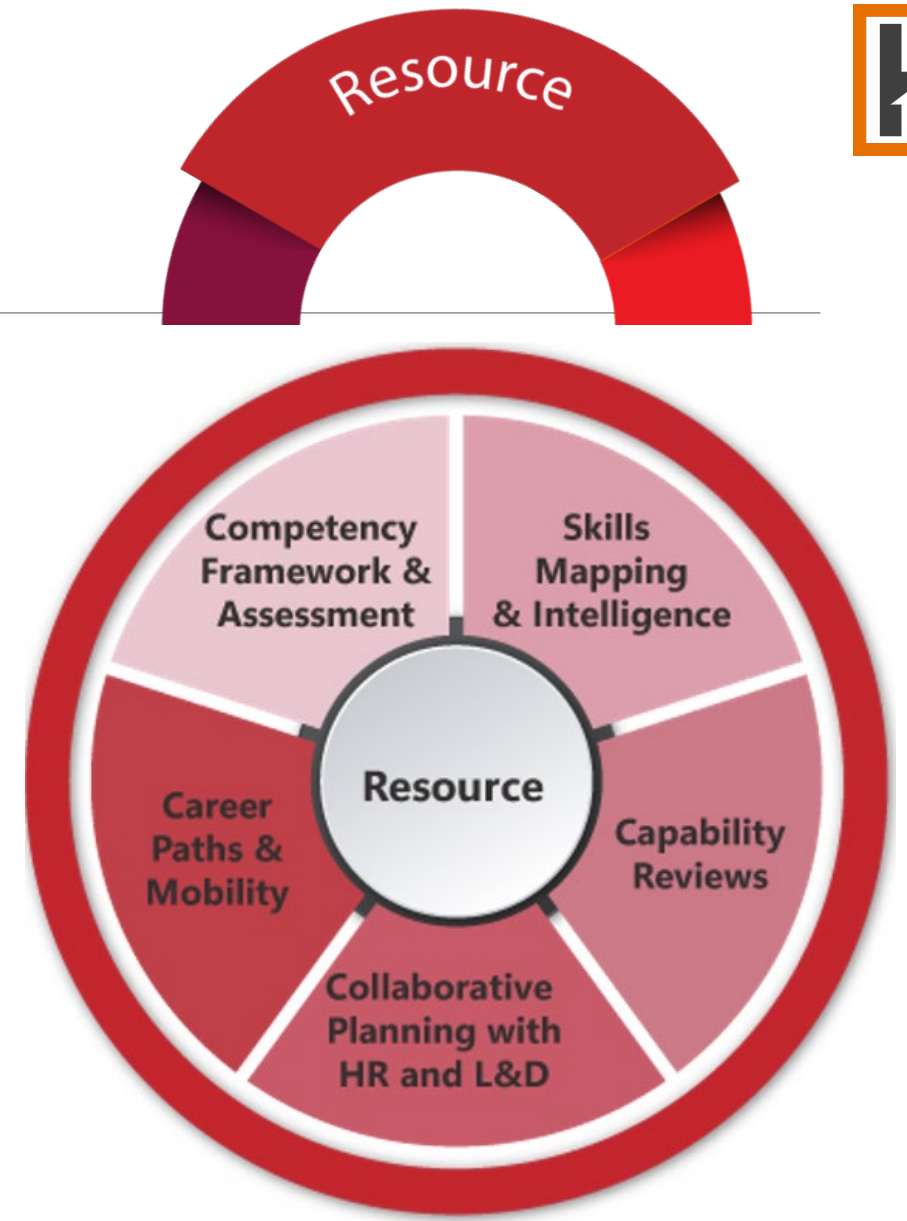 Resource
Competency
Framework &
Assessment
Skills
Mapping
& Intelligence
Resource
Career
Paths &
Mobility
Capability
Reviews
Collaborative
Planning with
HR and L&D